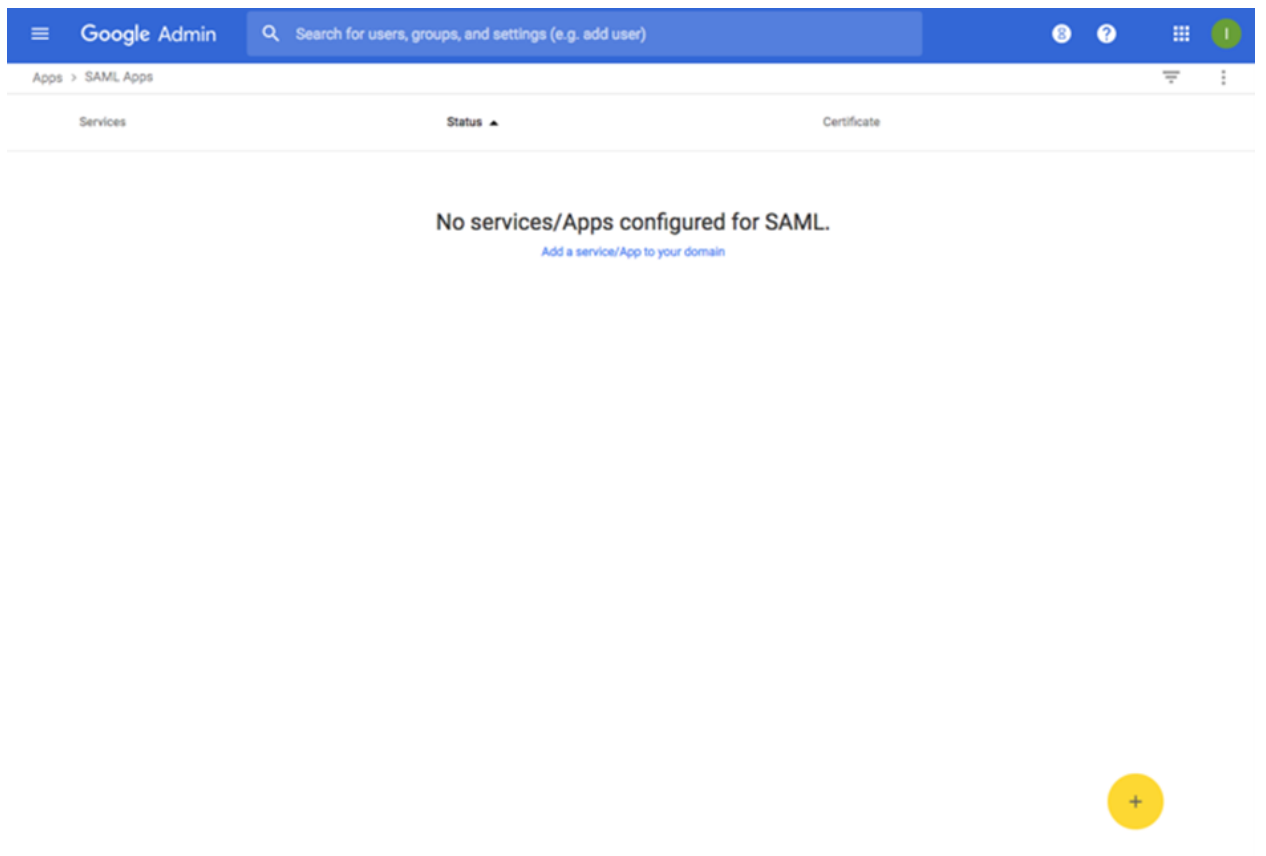 Google Admin
Search for users, groups, and settings (e.g. add user)
8
?
I
Apps > SAML Apps
Services
Status
Certificate
No services/Apps configured for SAML.
Add a service/App to your domain
+